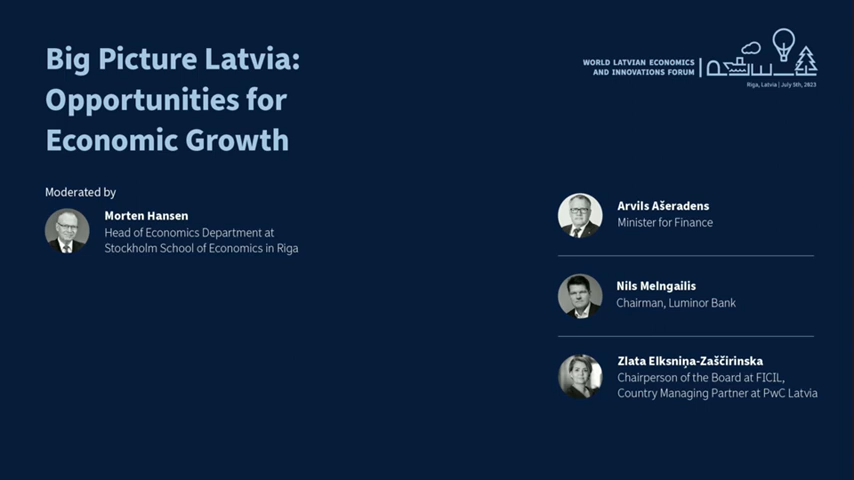 Big Picture Latvia:
Opportunities for
Economic Growth
WORLD LATVIAN ECONOMICS
AND INNOVATIONS FORUM
Riga, Latvia | July 5th, 2023
Moderated by
Morten Hansen
Head of Economics Department at
Stockholm School of Economics in Riga
Arvils Ašeradens
Minister for Finance
Nils Melngailis
Chairman, Luminor Bank
Zlata Elksniņa-Zaščirinska
Chairperson of the Board at FICIL,
Country Managing Partner at PwC Latvia